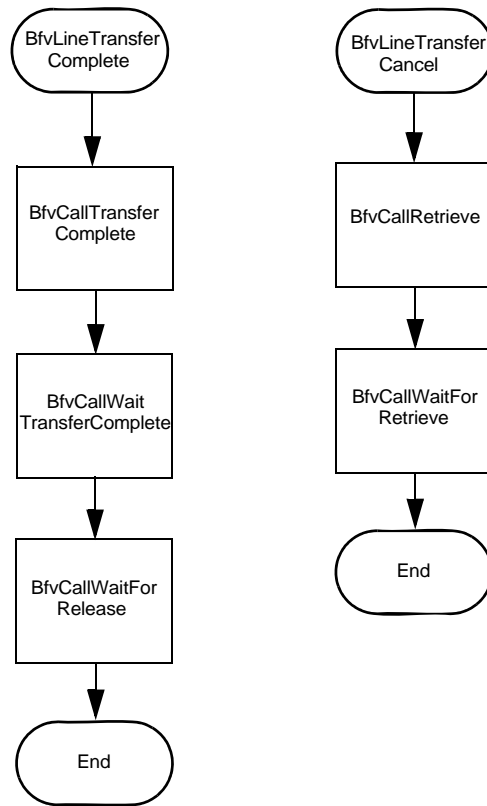 BfvLineTransfer
Complete
BfvCallTransfer
Complete
BfvCallWait
TransferComplete
BfvCallWaitFor
Release
End
BfvLineTransfer
Cancel
BfvCallRetrieve
BfvCallWaitFor
Retrieve
End